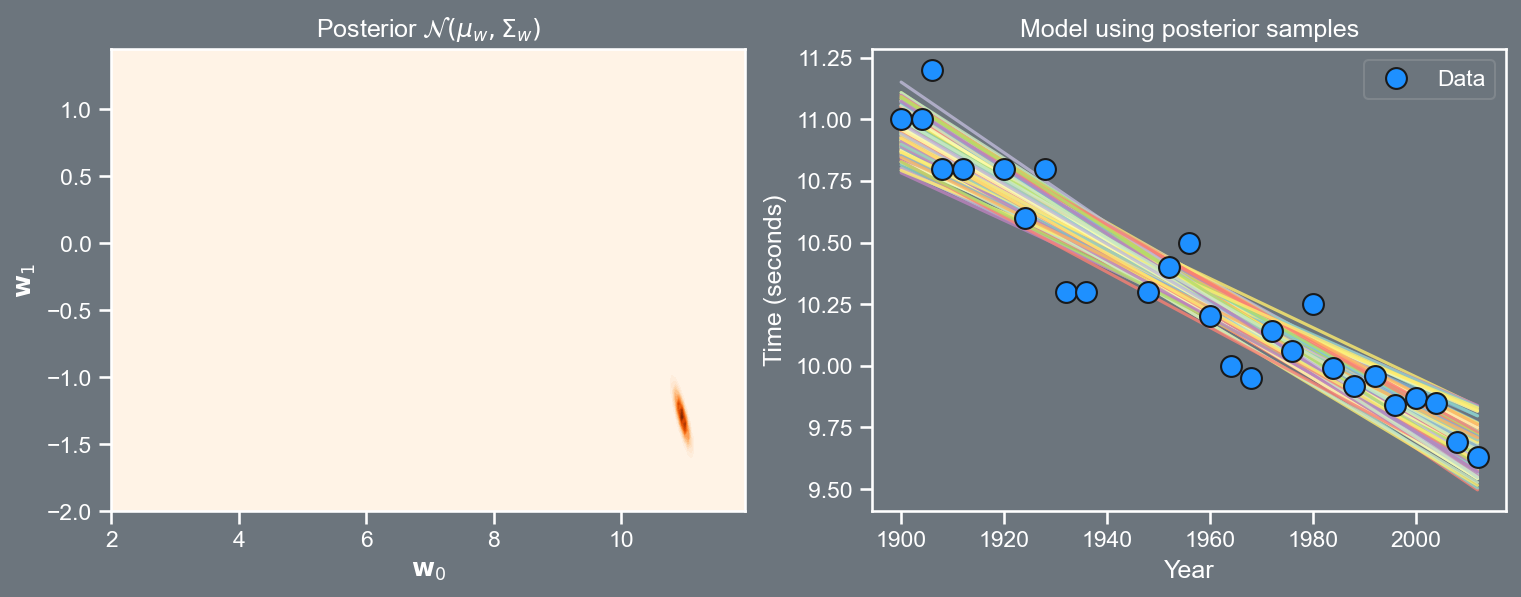 Posterior 𝒩(μ_w, Σ_w)
1.0
0.5
0.0
−0.5
−1.0
−1.5
−2.0
w₁
2 4 6 8 10
w₀
Model using posterior samples
11.25
11.00
10.75
10.50
10.25
10.00
9.75
9.50
Time (seconds)
Data
1900 1920 1940 1960 1980 2000
Year